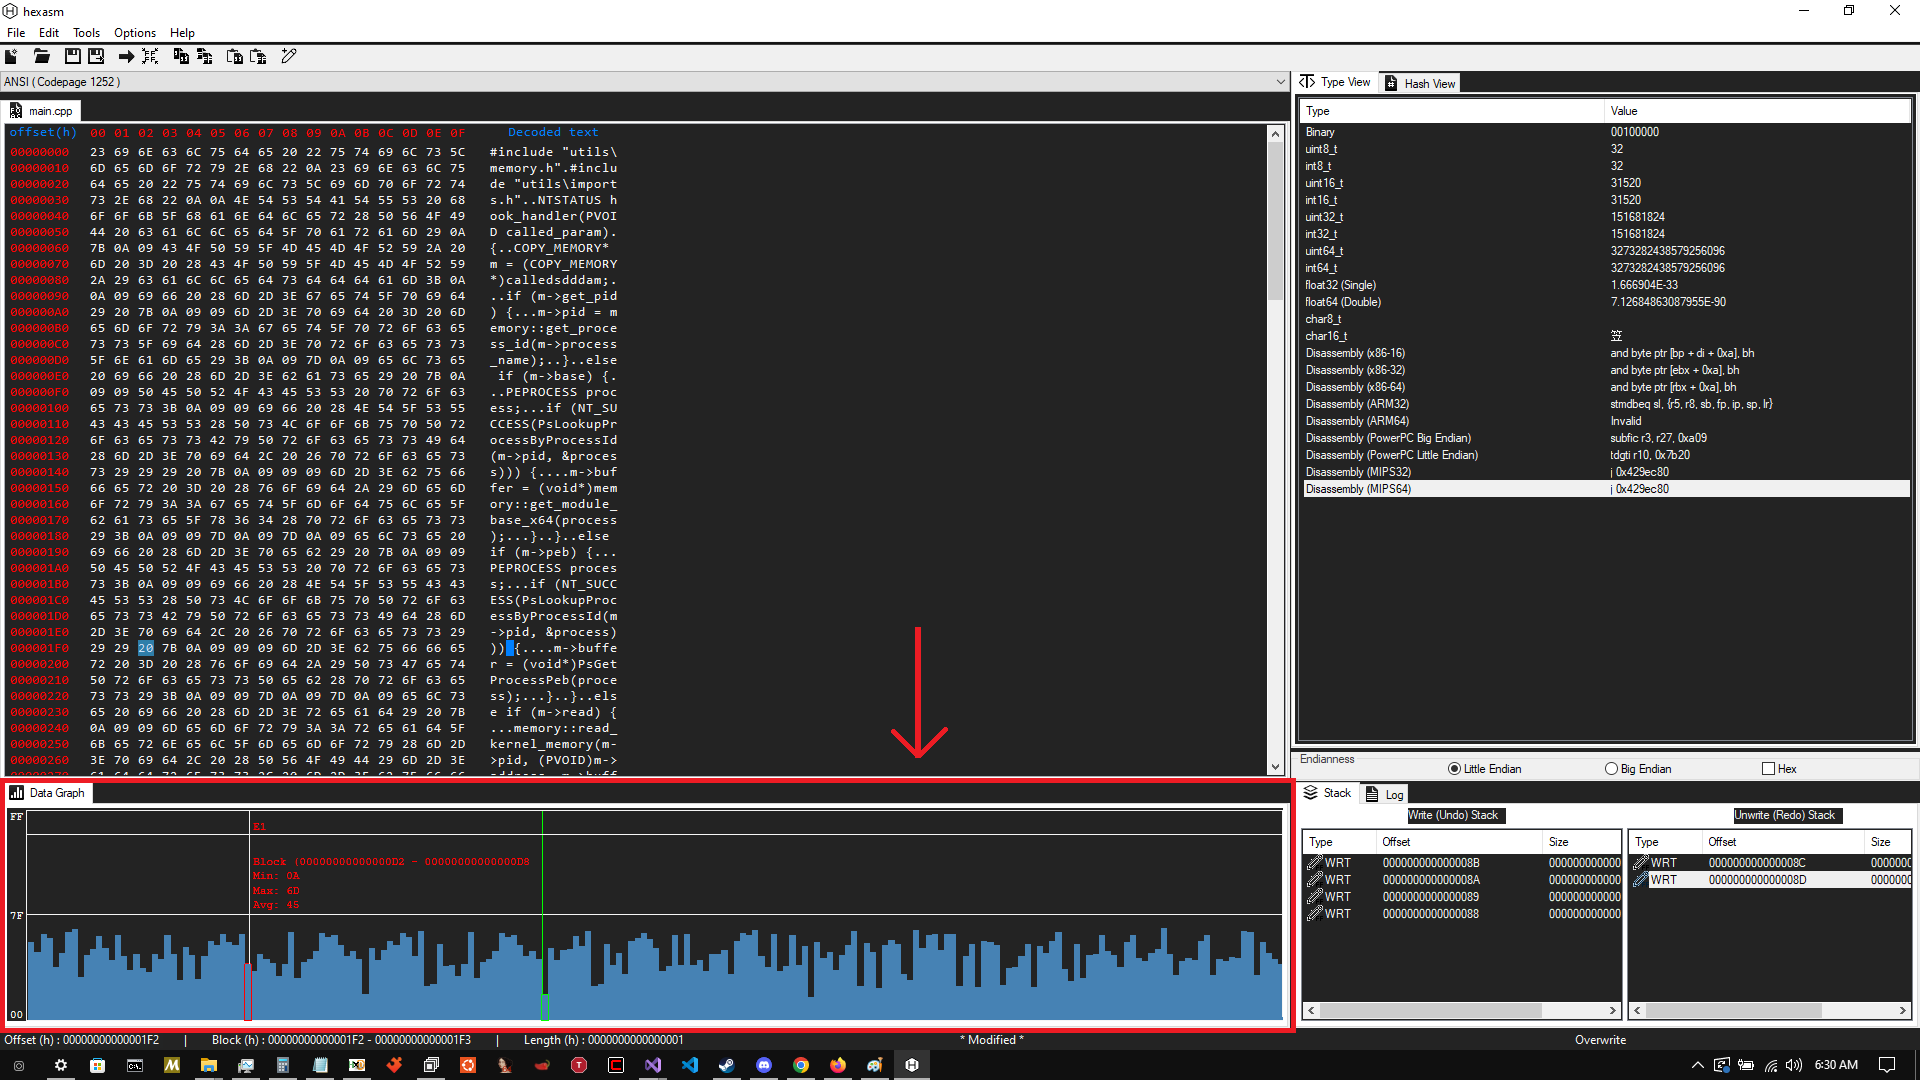 hexasm
File Edit Tools Options Help
ANSI ( Codepage 1252 )
main.cpp
offset(h) 00 01 02 03 04 05 06 07 08 09 0A 0B 0C 0D 0E 0F Decoded text
00000000 23 69 6E 63 6C 75 64 65 20 22 75 74 69 6C 73 5C #include "utils\
00000010 6D 65 6D 6F 72 79 2E 68 22 0A 23 69 6E 63 6C 75 memory.h".#inclu
00000020 64 65 20 22 75 74 69 6C 73 5C 69 6D 70 6F 72 74 de "utils\import
00000030 73 2E 68 22 0A 0A 4E 54 53 54 41 54 55 53 20 68 s.h"..NTSTATUS h
00000040 6F 6F 6B 5F 68 61 6E 64 6C 65 72 28 50 56 4F 49 ook_handler(PVOI
00000050 44 20 63 61 6C 6C 65 64 5F 70 61 72 61 6D 29 0A D called_param).
00000060 7B 0A 09 43 4F 50 59 5F 4D 45 4D 4F 52 59 2A 20 {..COPY_MEMORY*
00000070 6D 20 3D 20 28 43 4F 50 59 5F 4D 45 4D 4F 52 59 m = (COPY_MEMORY
00000080 2A 29 63 61 6C 6C 65 64 73 64 64 64 61 6D 3B 0A *)calledsdddam;.
00000090 0A 09 69 66 20 28 6D 2D 3E 67 65 74 5F 70 69 64 ..if (m->get_pid
000000A0 29 20 7B 0A 09 09 6D 2D 3E 70 69 64 20 3D 20 6D ) {...m->pid = m
000000B0 65 6D 6F 72 79 3A 3A 67 65 74 5F 70 72 6F 63 65 emory::get_proce
000000C0 73 73 5F 69 64 28 6D 2D 3E 70 72 6F 63 65 73 73 ss_id(m->process
000000D0 5F 6E 61 6D 65 29 3B 0A 09 7D 0A 09 65 6C 73 65 _name);..}..else
000000E0 20 69 66 20 28 6D 2D 3E 62 61 73 65 29 20 7B 0A if (m->base) {.
000000F0 09 09 50 45 50 52 4F 43 45 53 53 20 70 72 6F 63 ..PEPROCESS proc
00000100 65 73 73 3B 0A 09 09 69 66 20 28 4E 54 5F 53 55 ess;...if (NT_SU
00000110 43 43 45 53 53 28 50 73 4C 6F 6F 6B 75 70 50 72 CCESS(PsLookupPr
00000120 6F 63 65 73 73 42 79 50 72 6F 63 65 73 73 49 64 ocessByProcessId
00000130 28 6D 2D 3E 70 69 64 2C 20 26 70 72 6F 63 65 73 (m->pid, &proces
00000140 73 29 29 29 20 7B 0A 09 09 09 6D 2D 3E 62 75 66 s))) {....m->buf
00000150 66 65 72 20 3D 20 28 76 6F 69 64 2A 29 6D 65 6D fer = (void*)mem
00000160 6F 72 79 3A 3A 67 65 74 5F 6D 6F 64 75 6C 65 5F ory::get_module_
00000170 62 61 73 65 5F 78 36 34 28 70 72 6F 63 65 73 73 base_x64(process
00000180 29 3B 0A 09 09 7D 0A 09 7D 0A 09 65 6C 73 65 20 );...}..}..else
00000190 69 66 20 28 6D 2D 3E 70 65 62 29 20 7B 0A 09 09 if (m->peb) {...
000001A0 50 45 50 52 4F 43 45 53 53 20 70 72 6F 63 65 73 PEPROCESS proces
000001B0 73 3B 0A 09 09 69 66 20 28 4E 54 5F 53 55 43 43 s;...if (NT_SUCC
000001C0 45 53 53 28 50 73 4C 6F 6F 6B 75 70 50 72 6F 63 ESS(PsLookupProc
000001D0 65 73 73 42 79 50 72 6F 63 65 73 73 49 64 28 6D essByProcessId(m
000001E0 2D 3E 70 69 64 2C 20 26 70 72 6F 63 65 73 73 29 ->pid, &process)
000001F0 29 29 20 7B 0A 09 09 09 6D 2D 3E 62 75 66 66 65 )) {....m->buffe
00000200 72 20 3D 20 28 76 6F 69 64 2A 29 50 73 47 65 74 r = (void*)PsGet
00000210 50 72 6F 63 65 73 73 50 65 62 28 70 72 6F 63 65 ProcessPeb(proce
00000220 73 73 29 3B 0A 09 09 7D 0A 09 7D 0A 09 65 6C 73 ss);...}..}..els
00000230 65 20 69 66 20 28 6D 2D 3E 72 65 61 64 29 20 7B e if (m->read) {
00000240 0A 09 09 6D 65 6D 6F 72 79 3A 3A 72 65 61 64 5F ...memory::read_
00000250 6B 65 72 6E 65 6C 5F 6D 65 6D 6F 72 79 28 6D 2D kernel_memory(m-
00000260 3E 70 69 64 2C 20 28 50 56 4F 49 44 29 6D 2D 3E >pid, (PVOID)m->
Type View Hash View
Type Value
Binary 00100000
uint8_t 32
int8_t 32
uint16_t 31520
int16_t 31520
uint32_t 151681824
int32_t 151681824
uint64_t 3273282438579256096
int64_t 3273282438579256096
float32 (Single) 1.666904E-33
float64 (Double) 7.12684863087955E-90
char8_t
char16_t 笠
Disassembly (x86-16) and byte ptr [bp + di + 0xa], bh
Disassembly (x86-32) and byte ptr [ebx + 0xa], bh
Disassembly (x86-64) and byte ptr [rbx + 0xa], bh
Disassembly (ARM32) stmdbeq sl, {r5, r8, sb, fp, ip, sp, lr}
Disassembly (ARM64) Invalid
Disassembly (PowerPC Big Endian) subfic r3, r27, 0xa09
Disassembly (PowerPC Little Endian) tdgti r10, 0x7b20
Disassembly (MIPS32) j 0x429ec80
Disassembly (MIPS64) j 0x429ec80
Endianness
Little Endian Big Endian Hex
Data Graph
FF
E1
Block (00000000000000D2 - 00000000000000D8
Min: 0A
Max: 6D
Avg: 45
7F
00
Stack Log
Write (Undo) Stack
Type Offset Size
WRT 000000000000008B 000000000000
WRT 000000000000008A 000000000000
WRT 0000000000000089 000000000000
WRT 0000000000000088 000000000000
Unwrite (Redo) Stack
Type Offset Size
WRT 000000000000008C 000000
WRT 000000000000008D 000000
Offset (h) : 00000000000001F2 | Block (h) : 00000000000001F2 - 00000000000001F3 | Length (h) : 0000000000000001 * Modified * Overwrite
6:30 AM